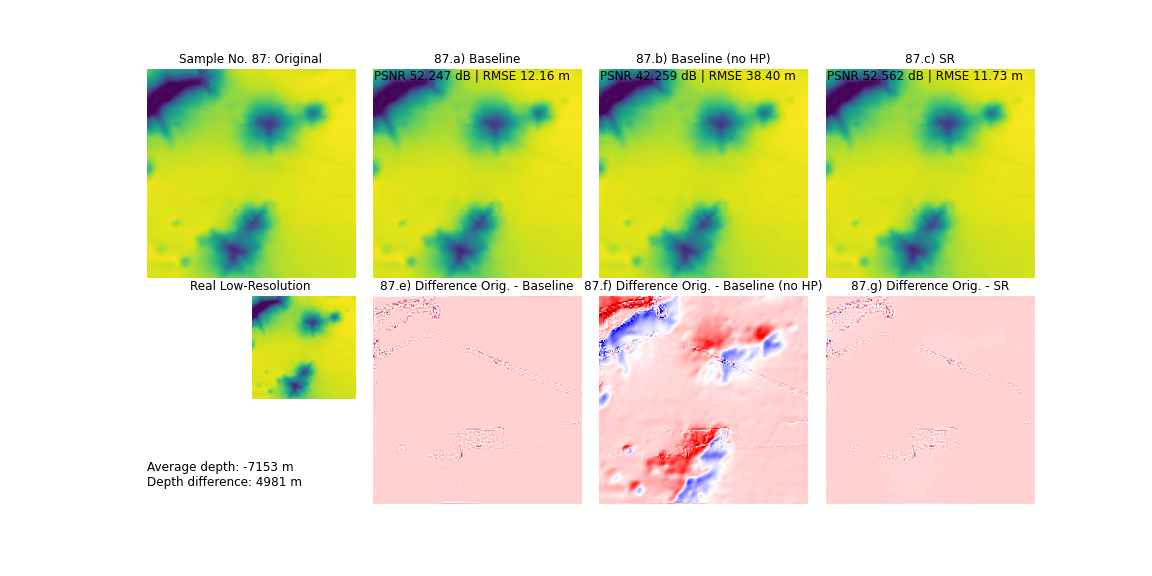 Sample No. 87: Original
87.a) Baseline
87.b) Baseline (no HP)
87.c) SR
PSNR 52.247 dB | RMSE 12.16 m
PSNR 42.259 dB | RMSE 38.40 m
PSNR 52.562 dB | RMSE 11.73 m
Real Low-Resolution
87.e) Difference Orig. - Baseline
87.f) Difference Orig. - Baseline (no HP)
87.g) Difference Orig. - SR
Average depth: -7153 m
Depth difference: 4981 m